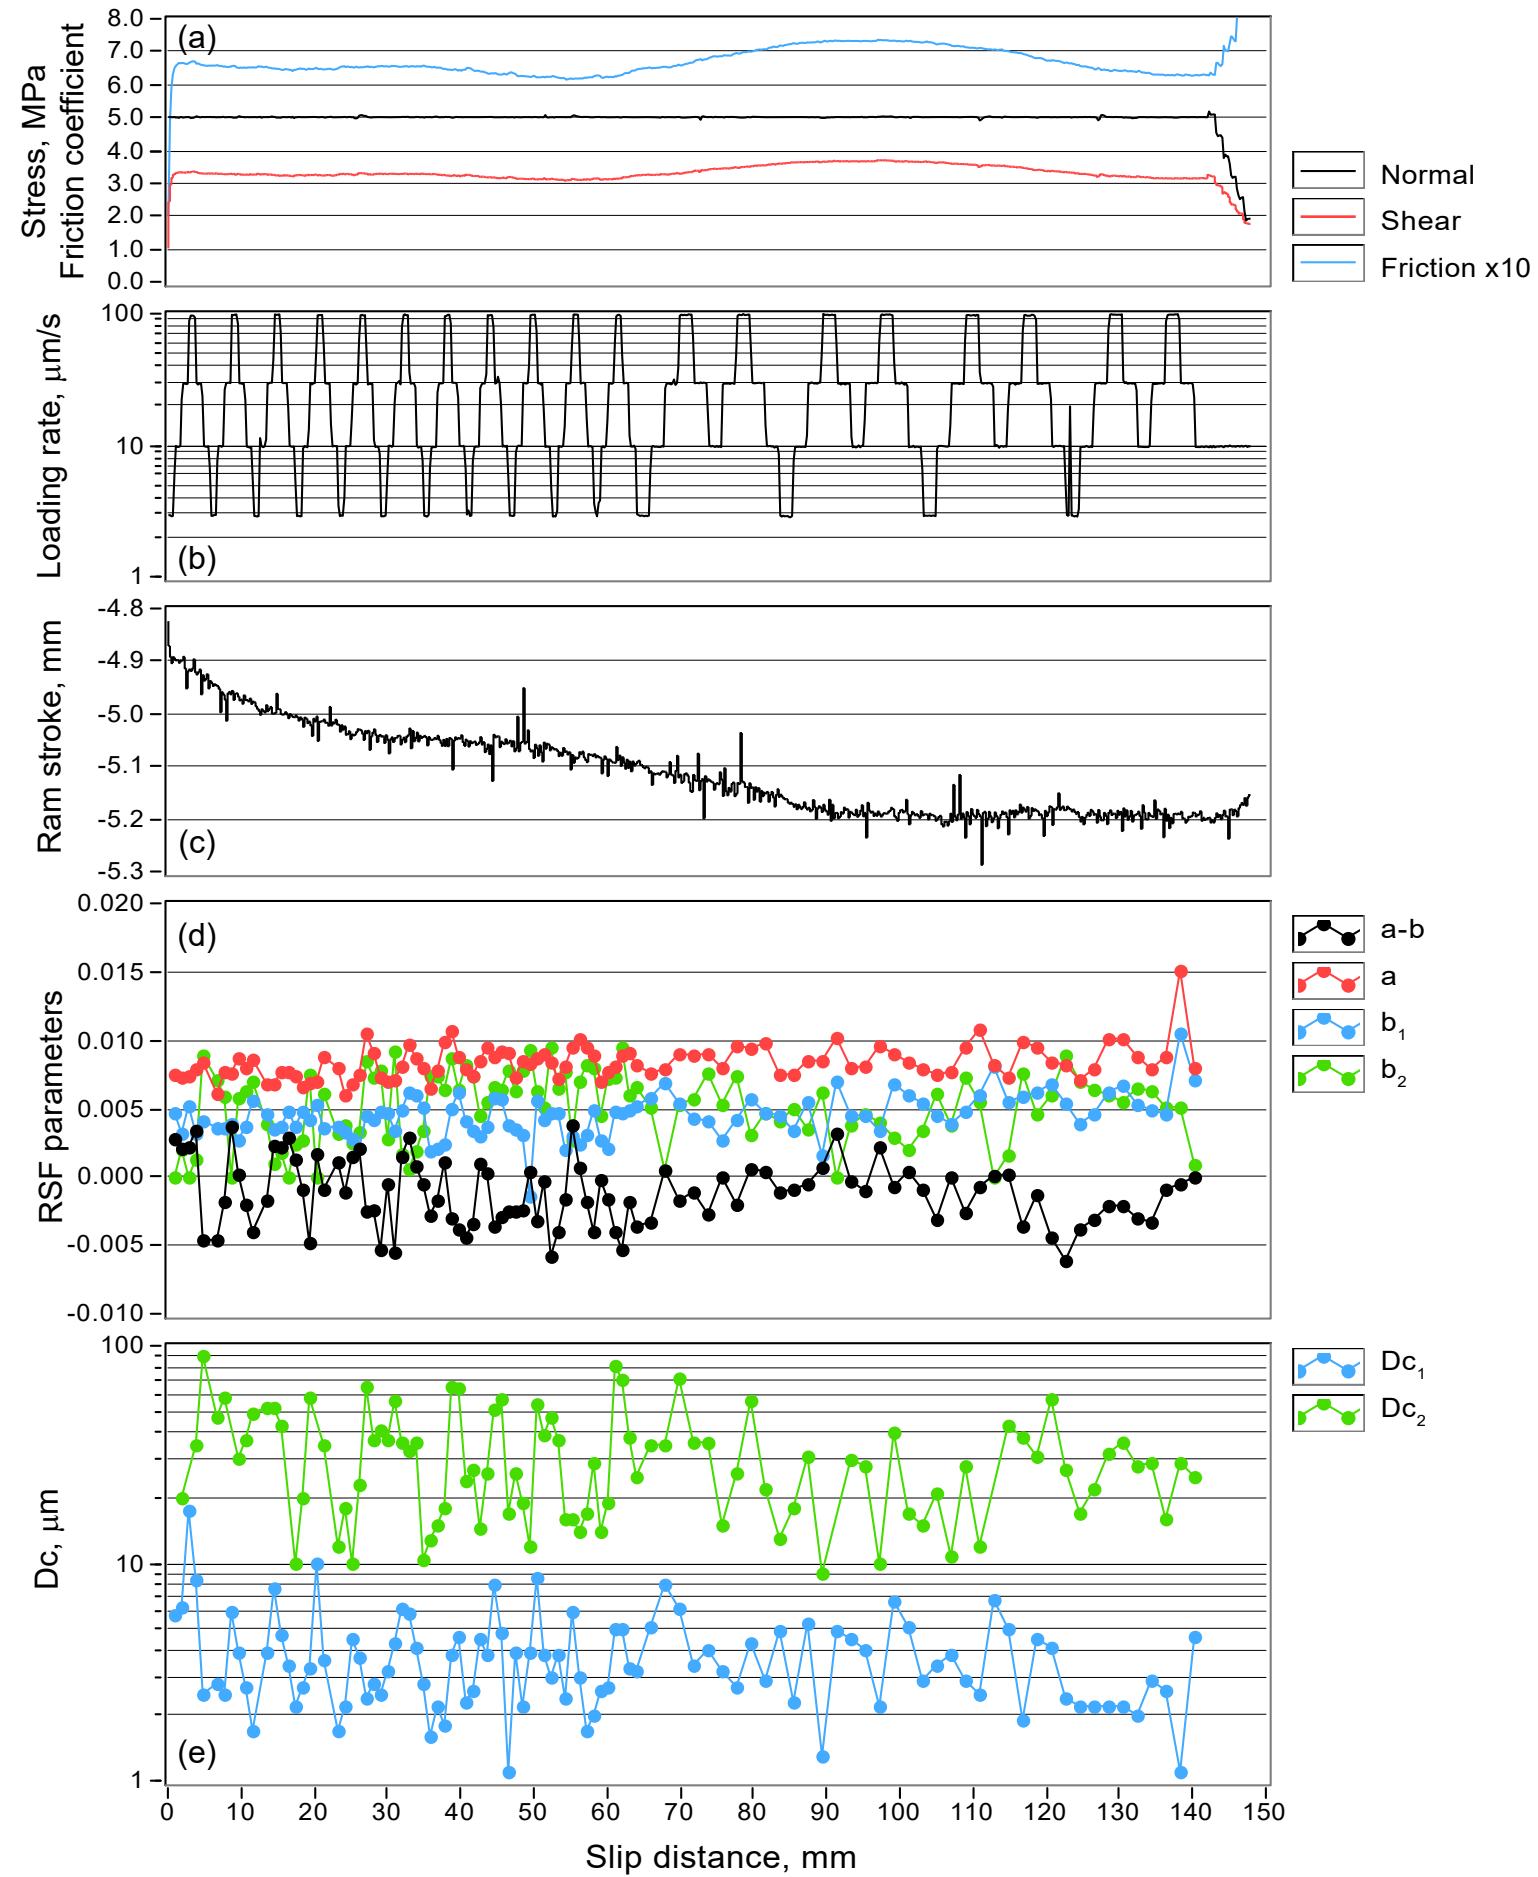 Stress, MPa
Friction coefficient
8.0
7.0
6.0
5.0
4.0
3.0
2.0
1.0
0.0
(a)
Normal
Shear
Friction x10
Loading rate, μm/s
100
10
1
(b)
Ram stroke, mm
-4.8
-4.9
-5.0
-5.1
-5.2
-5.3
(c)
RSF parameters
0.020
0.015
0.010
0.005
0.000
-0.005
-0.010
(d)
a-b
a
b1
b2
Dc, μm
100
10
1
(e)
Dc1
Dc2
0 10 20 30 40 50 60 70 80 90 100 110 120 130 140 150
Slip distance, mm